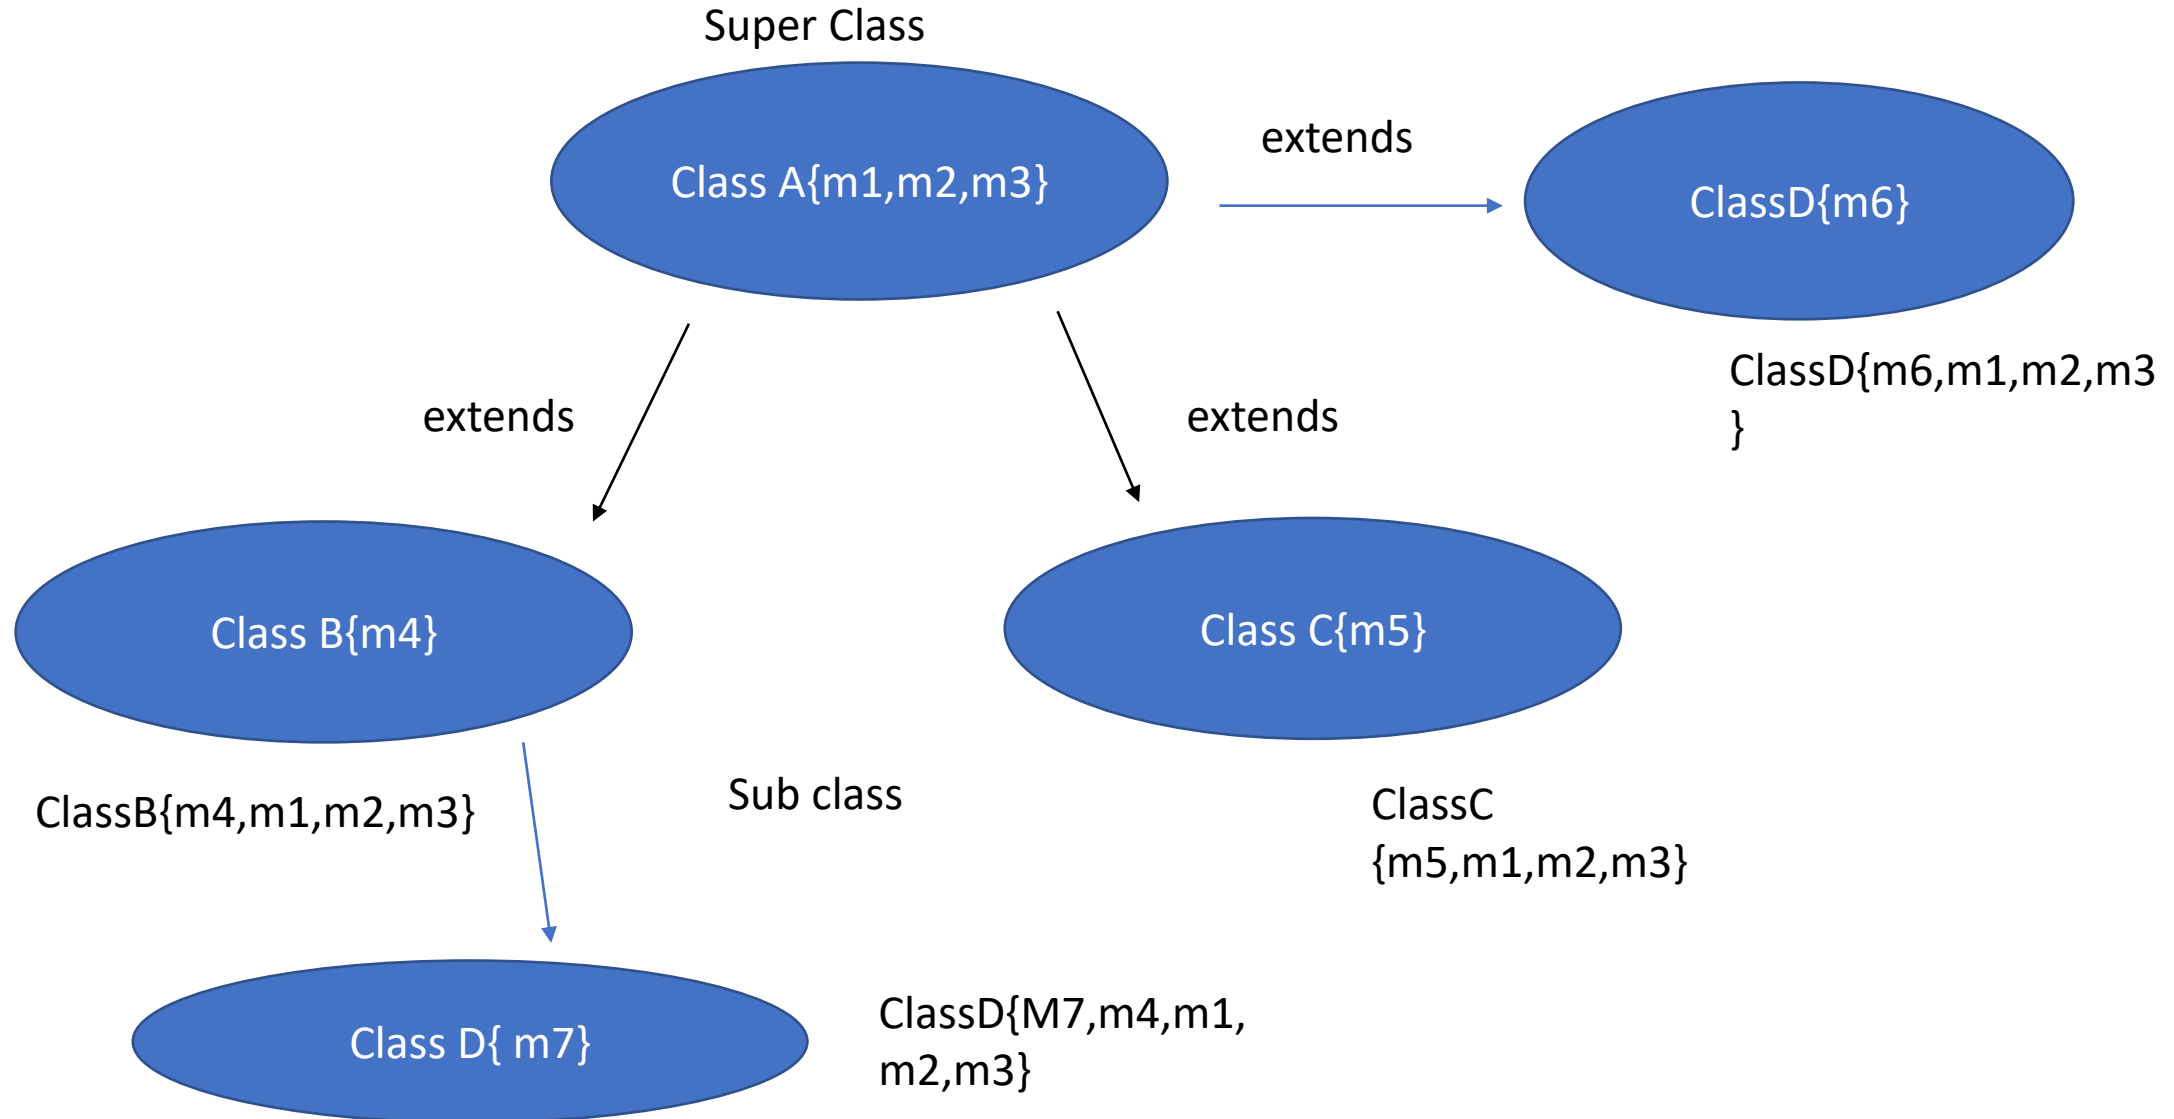 Super Class
Class A{m1,m2,m3}
extends
ClassD{m6}
ClassD{m6,m1,m2,m3
}
extends
extends
Class B{m4}
Class C{m5}
ClassB{m4,m1,m2,m3}
Sub class
ClassC
{m5,m1,m2,m3}
Class D{ m7}
ClassD{M7,m4,m1,
m2,m3}